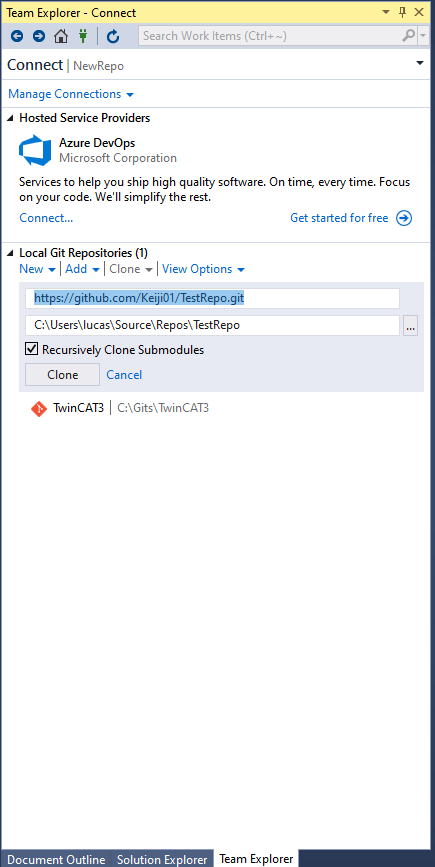 Team Explorer - Connect
Search Work Items (Ctrl+~)
Connect | NewRepo
Manage Connections
Hosted Service Providers
Azure DevOps
Microsoft Corporation
Services to help you ship high quality software. On time, every time. Focus
on your code. We'll simplify the rest.
Connect... Get started for free
Local Git Repositories (1)
New | Add | Clone | View Options
https://github.com/Keiji01/TestRepo.git
C:\Users\lucas\Source\Repos\TestRepo ...
Recursively Clone Submodules
Clone Cancel
TwinCAT3 | C:\Gits\TwinCAT3
Document Outline Solution Explorer Team Explorer